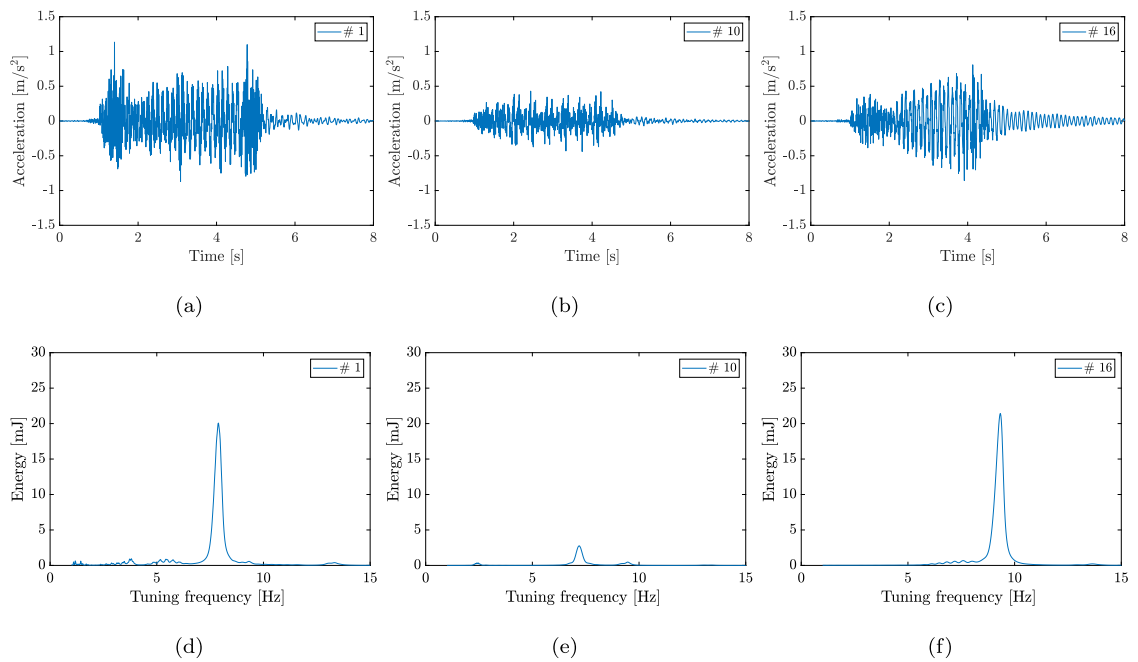 1.5
1
0.5
0
-0.5
-1
-1.5
0 2 4 6 8
Acceleration [m/s²]
Time [s]
# 1
(a)
1.5
1
0.5
0
-0.5
-1
-1.5
0 2 4 6 8
Acceleration [m/s²]
Time [s]
# 10
(b)
1.5
1
0.5
0
-0.5
-1
-1.5
0 2 4 6 8
Acceleration [m/s²]
Time [s]
# 16
(c)
30
25
20
15
10
5
0
0 5 10 15
Energy [mJ]
Tuning frequency [Hz]
# 1
(d)
30
25
20
15
10
5
0
0 5 10 15
Energy [mJ]
Tuning frequency [Hz]
# 10
(e)
30
25
20
15
10
5
0
0 5 10 15
Energy [mJ]
Tuning frequency [Hz]
# 16
(f)